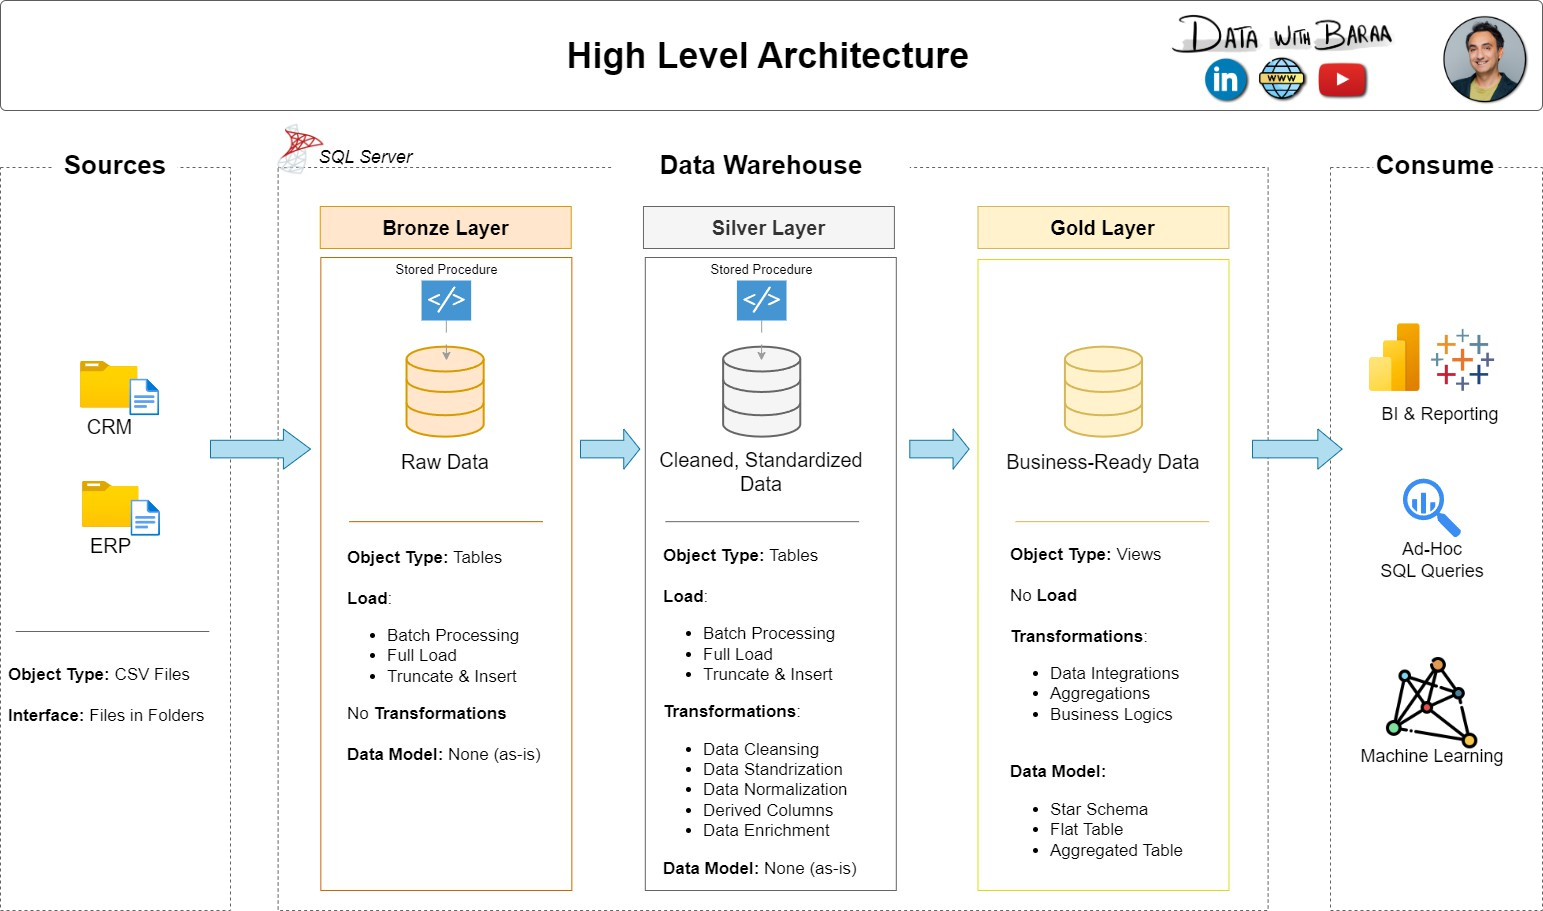 High Level Architecture
DATA WITH BARAA
in
WWW
Sources
SQL Server
Data Warehouse
Consume
CRM
ERP
Object Type: CSV Files
Interface: Files in Folders
Bronze Layer
Stored Procedure
</>
Raw Data
Object Type: Tables
Load:
Batch Processing
Full Load
Truncate & Insert
No Transformations
Data Model: None (as-is)
Silver Layer
Stored Procedure
</>
Cleaned, Standardized
Data
Object Type: Tables
Load:
Batch Processing
Full Load
Truncate & Insert
Transformations:
Data Cleansing
Data Standrization
Data Normalization
Derived Columns
Data Enrichment
Data Model: None (as-is)
Gold Layer
Business-Ready Data
Object Type: Views
No Load
Transformations:
Data Integrations
Aggregations
Business Logics
Data Model:
Star Schema
Flat Table
Aggregated Table
BI & Reporting
Ad-Hoc
SQL Queries
Machine Learning